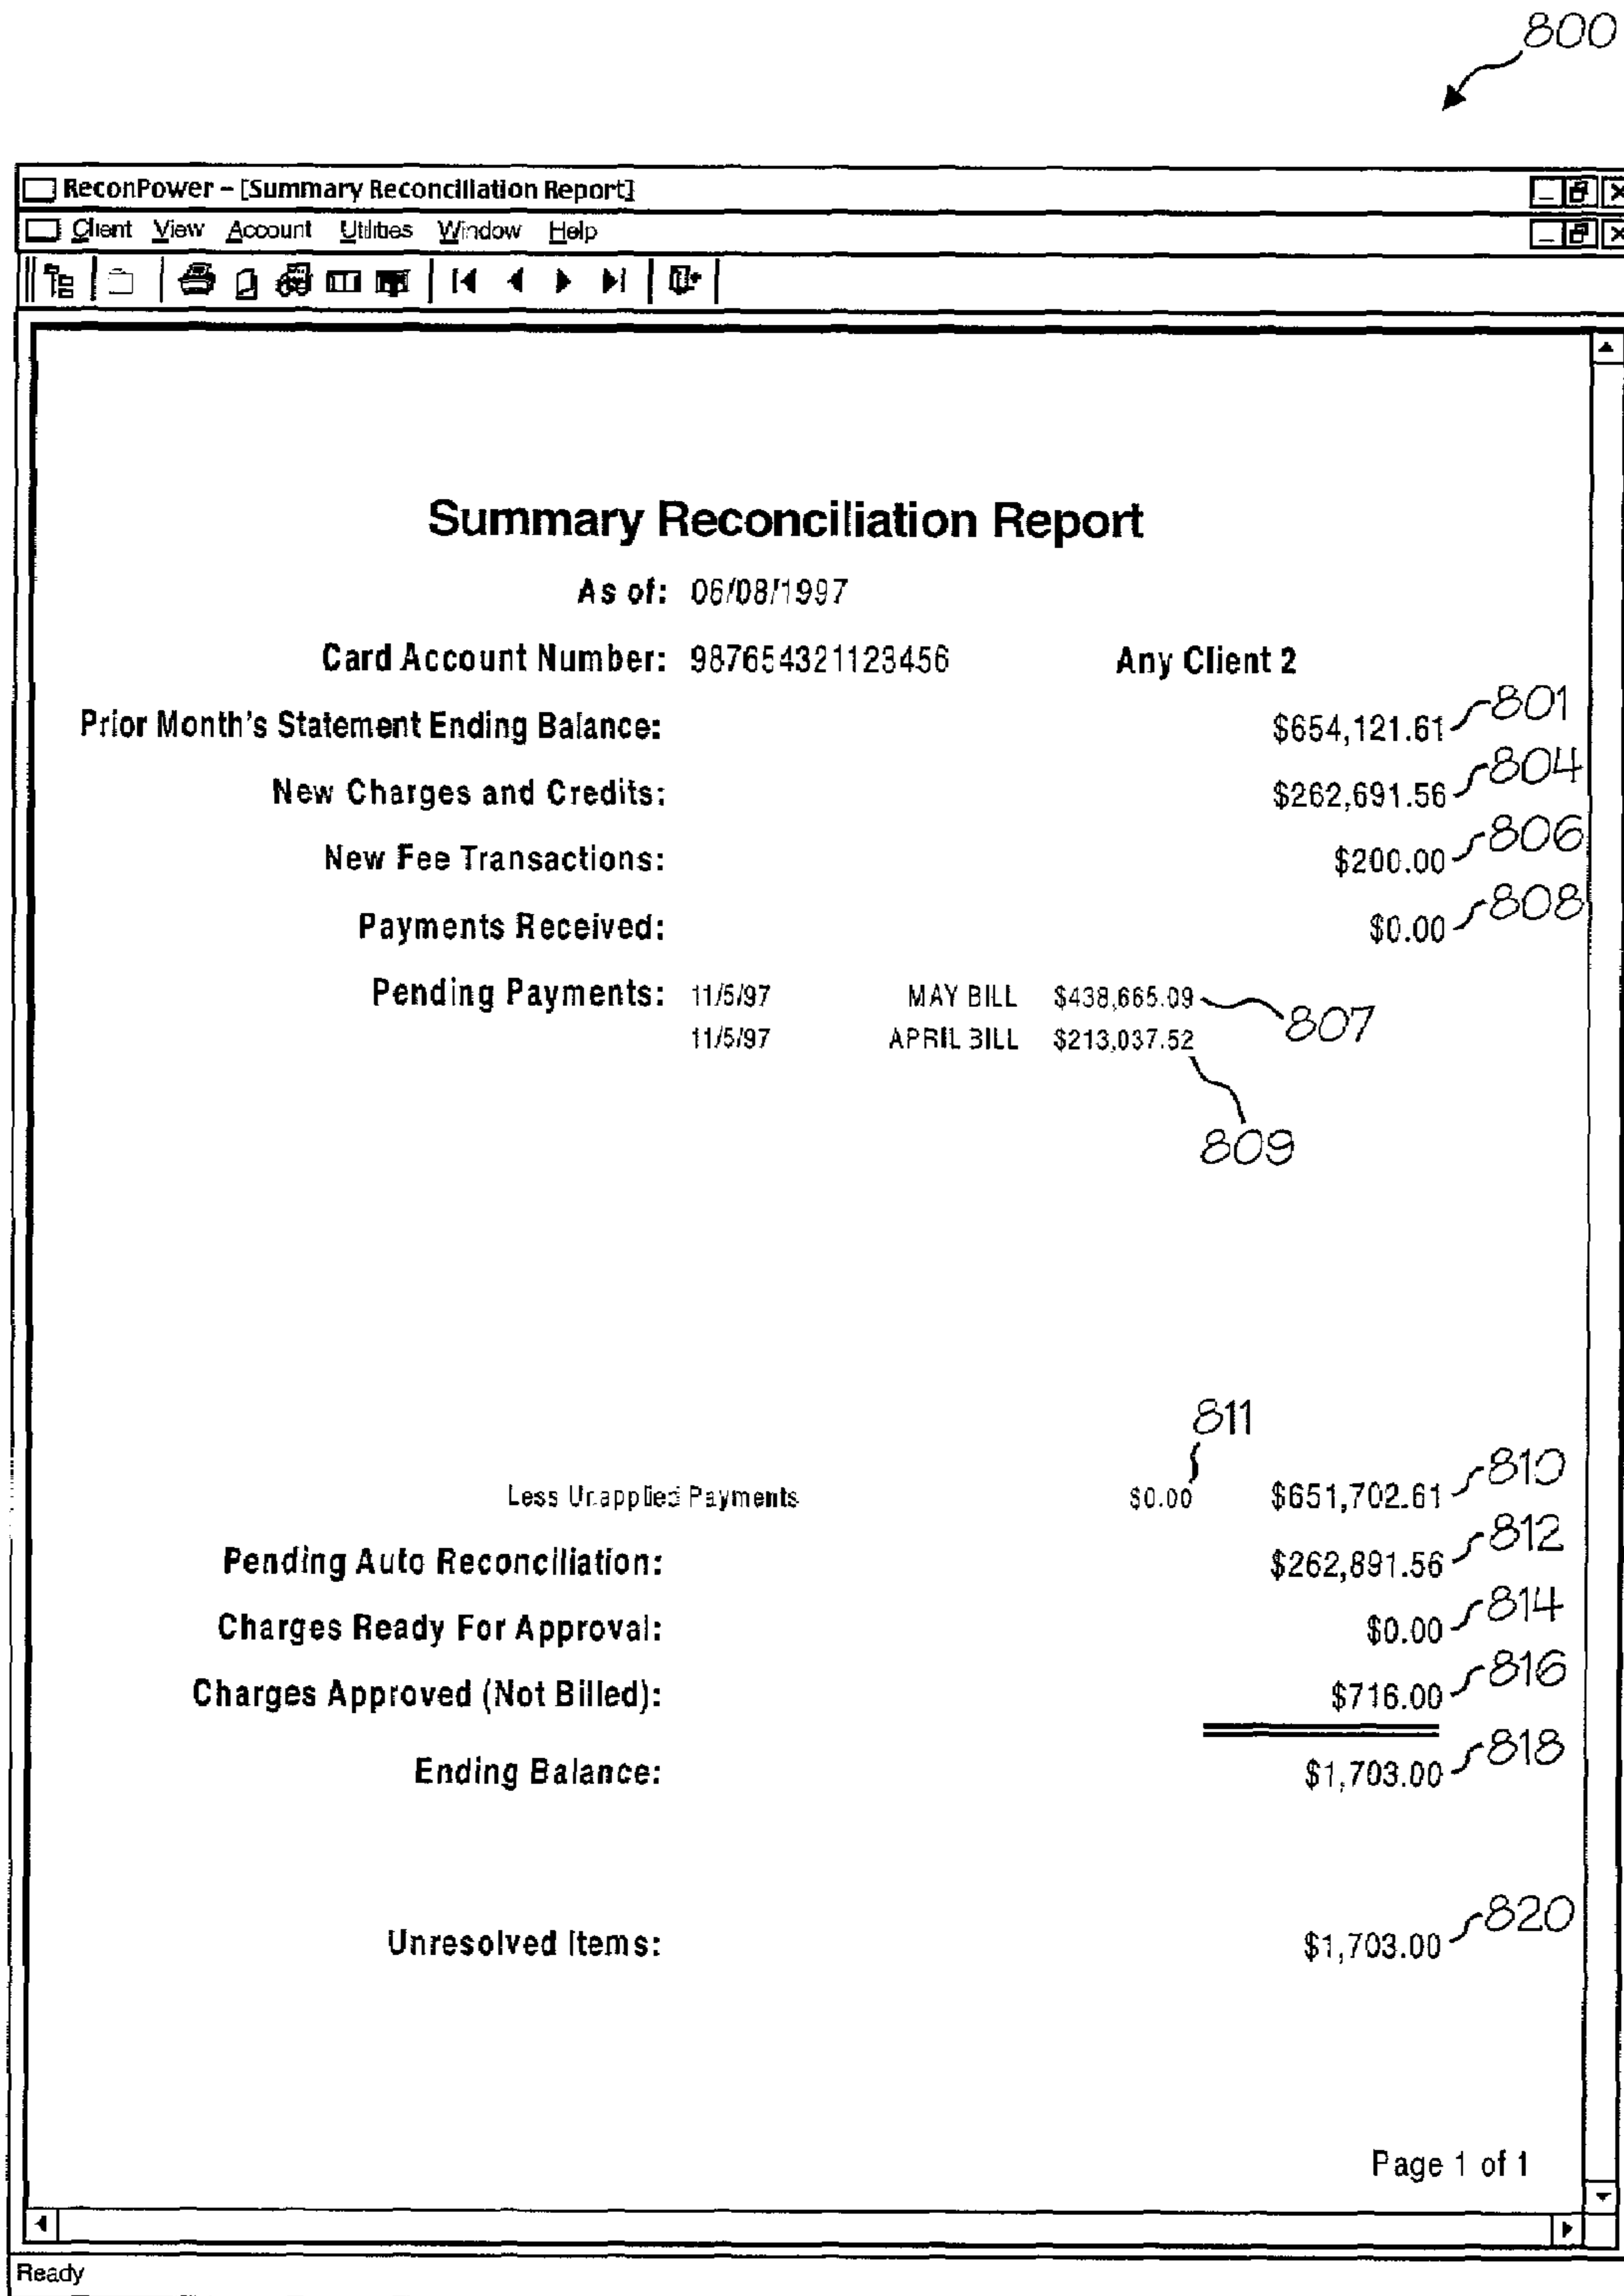 800
ReconPower – [Summary Reconciliation Report]
Client View Account Utilities Window Help
Summary Reconciliation Report
As of: 06/08/1997
Card Account Number: 987654321123456 Any Client 2
Prior Month's Statement Ending Balance: $654,121.61 801
New Charges and Credits: $262,691.56 804
New Fee Transactions: $200.00 806
Payments Received: $0.00 808
Pending Payments: 11/5/97 MAY BILL $438,665.09 807
11/5/97 APRIL BILL $213,037.52
809
811
Less Unapplied Payments $0.00 $651,702.61 810
Pending Auto Reconciliation: $262,891.56 812
Charges Ready For Approval: $0.00 814
Charges Approved (Not Billed): $716.00 816
Ending Balance: $1,703.00 818
Unresolved Items: $1,703.00 820
Page 1 of 1
Ready